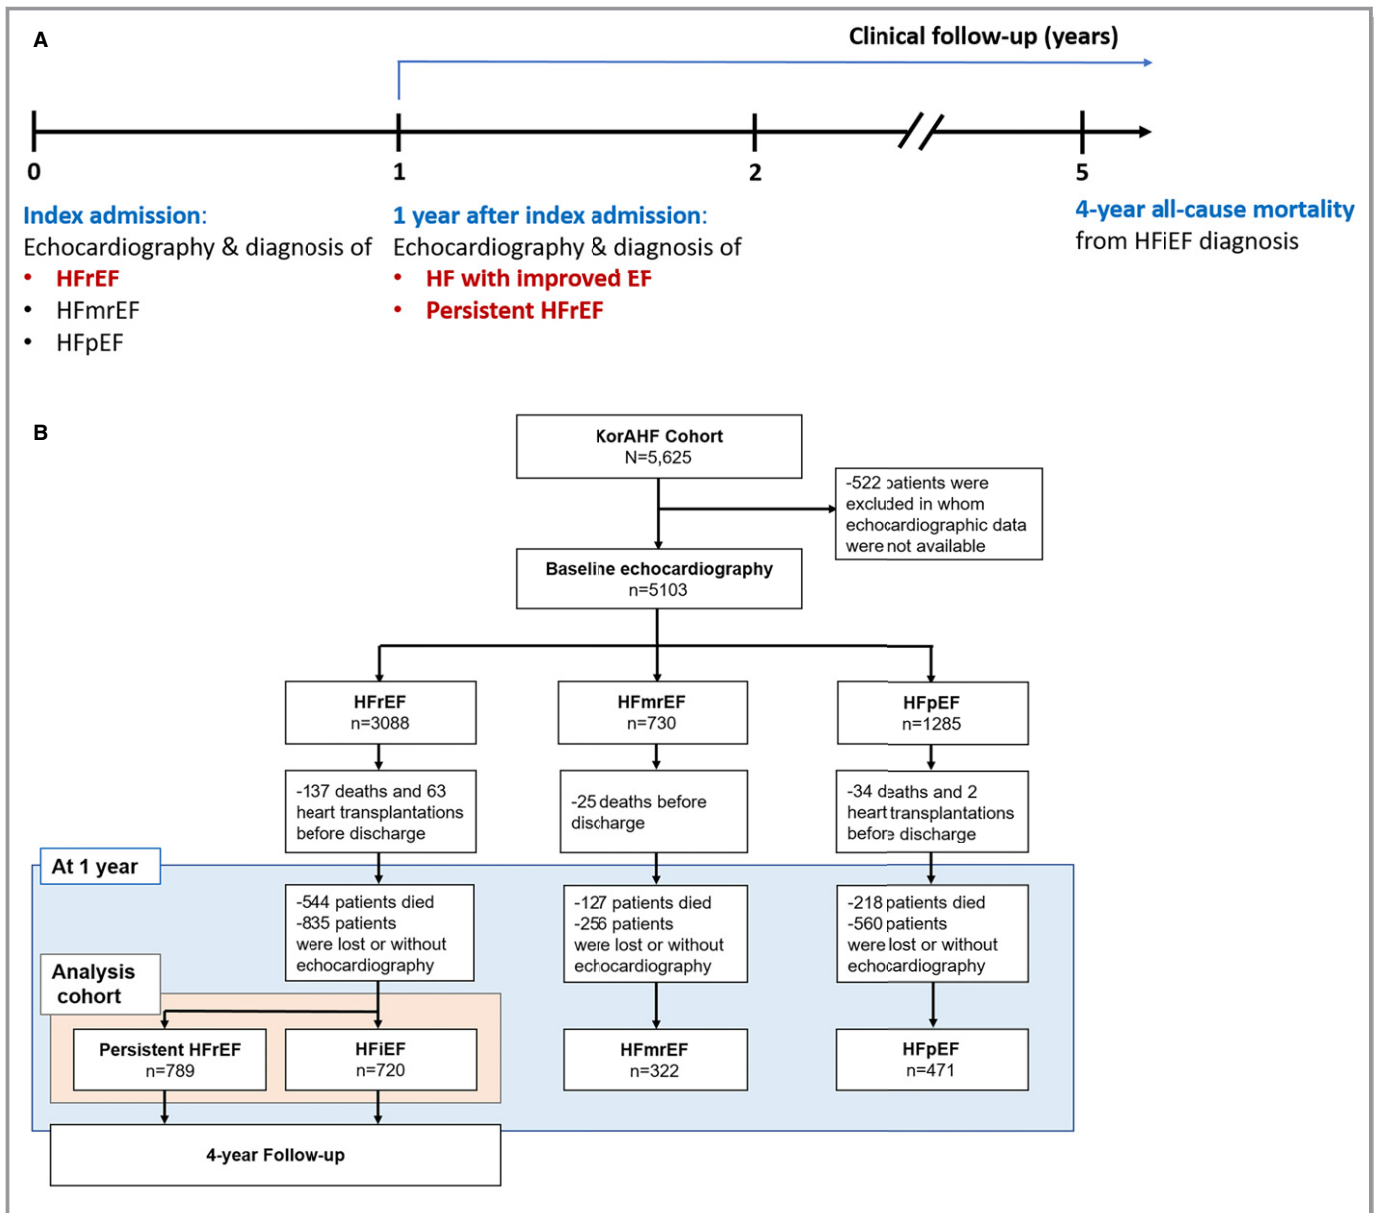 A
Clinical follow-up (years)
0
1
2
5
Index admission:
Echocardiography & diagnosis of
• HFrEF
• HFmrEF
• HFpEF
1 year after index admission:
Echocardiography & diagnosis of
• HF with improved EF
• Persistent HFrEF
4-year all-cause mortality
from HFiEF diagnosis
B
KorAHF Cohort
N=5,625
-522 patients were
excluded in whom
echocardiographic data
were not available
Baseline echocardiography
n=5103
HFrEF
n=3088
HFmrEF
n=730
HFpEF
n=1285
-137 deaths and 63
heart transplantations
before discharge
-25 deaths before
discharge
-34 deaths and 2
heart transplantations
before discharge
At 1 year
-544 patients died
-835 patients
were lost or without
echocardiography
-127 patients died
-256 patients
were lost or without
echocardiography
-218 patients died
-560 patients
were lost or without
echocardiography
Analysis
cohort
Persistent HFrEF
n=789
HFiEF
n=720
HFmrEF
n=322
HFpEF
n=471
4-year Follow-up